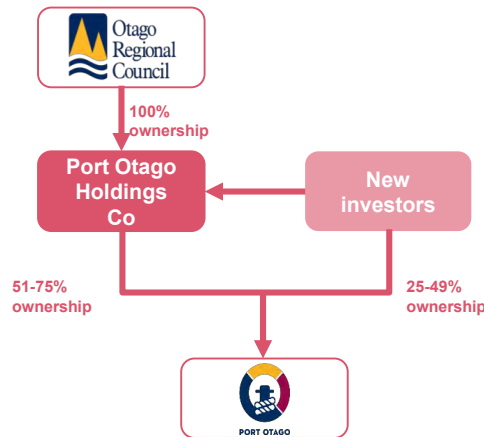 Otago
Regional
Council
100%
ownership
Port Otago
Holdings
Co
New
investors
51-75%
ownership
25-49%
ownership
PORT OTAGO